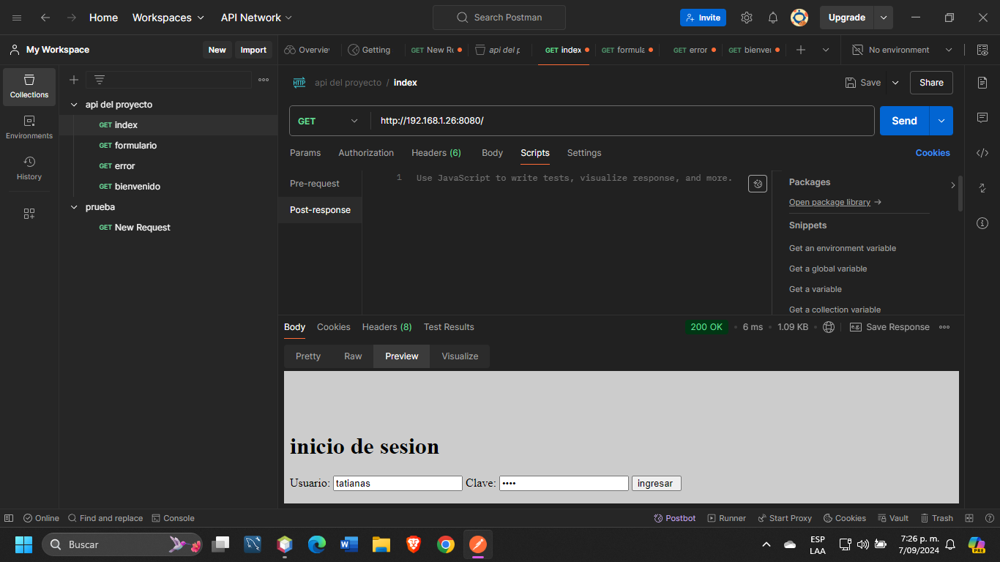 Home Workspaces API Network Search Postman Invite Upgrade
My Workspace New Import Overvie Getting GET New Re api del p GET index GET formula GET error GET bienve No environment
Collections
Environments
History
api del proyecto
GET index
GET formulario
GET error
GET bienvenido
prueba
GET New Request
HTTP api del proyecto / index Save Share
GET http://192.168.1.26:8080/ Send
Params Authorization Headers (6) Body Scripts Settings Cookies
Pre-request
Post-response
1 Use JavaScript to write tests, visualize response, and more.
Packages
Open package library →
Snippets
Get an environment variable
Get a global variable
Get a variable
Get a collection variable
Body Cookies Headers (8) Test Results 200 OK • 6 ms • 1.09 KB • e.g. Save Response
Pretty Raw Preview Visualize
inicio de sesion
Usuario: tatianas Clave: •••• ingresar
Online Find and replace Console Postbot Runner Start Proxy Cookies Vault Trash
Buscar ESP LAA 7:26 p. m. 7/09/2024 PRE